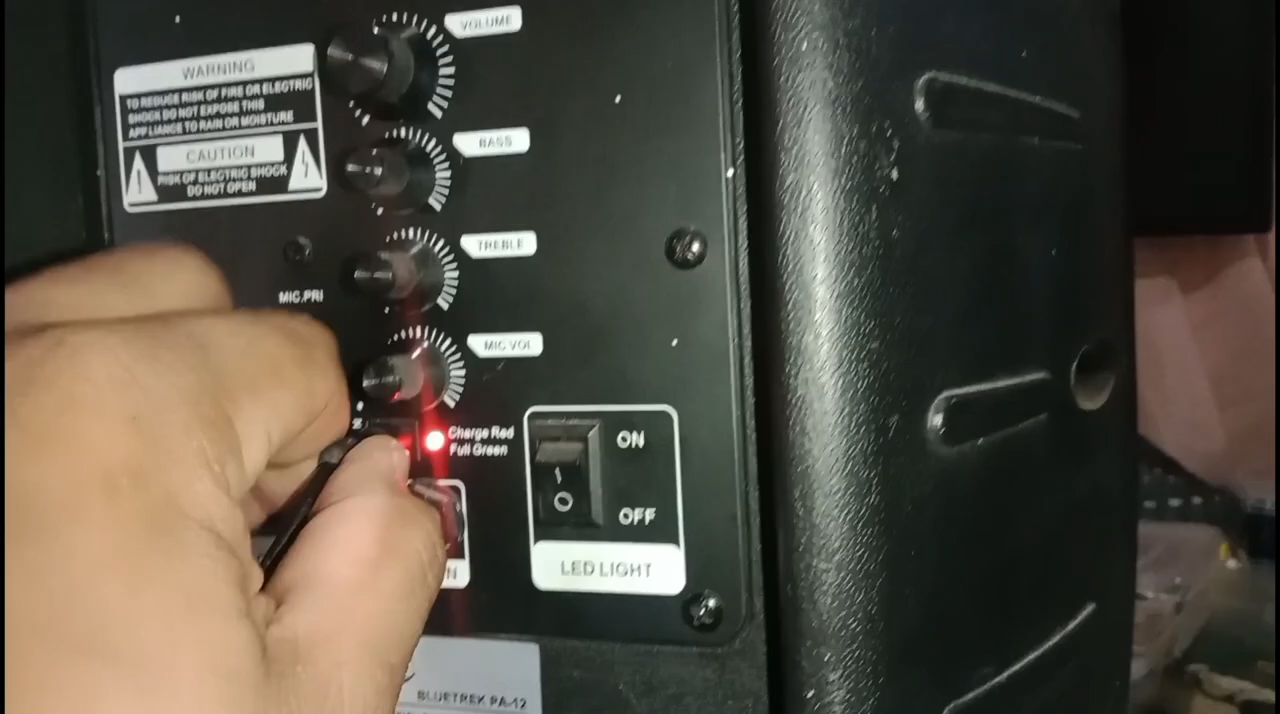 VOLUME
WARNING
TO REDUCE RISK OF FIRE OR ELECTRIC
SHOCK DO NOT EXPOSE THIS
APPLIANCE TO RAIN OR MOISTURE
CAUTION
RISK OF ELECTRIC SHOCK
DO NOT OPEN
BASS
TREBLE
MIC.PRI
MIC VOL
Charge Red
Full Green
ON
OFF
LED LIGHT
BLUETREK PA-12